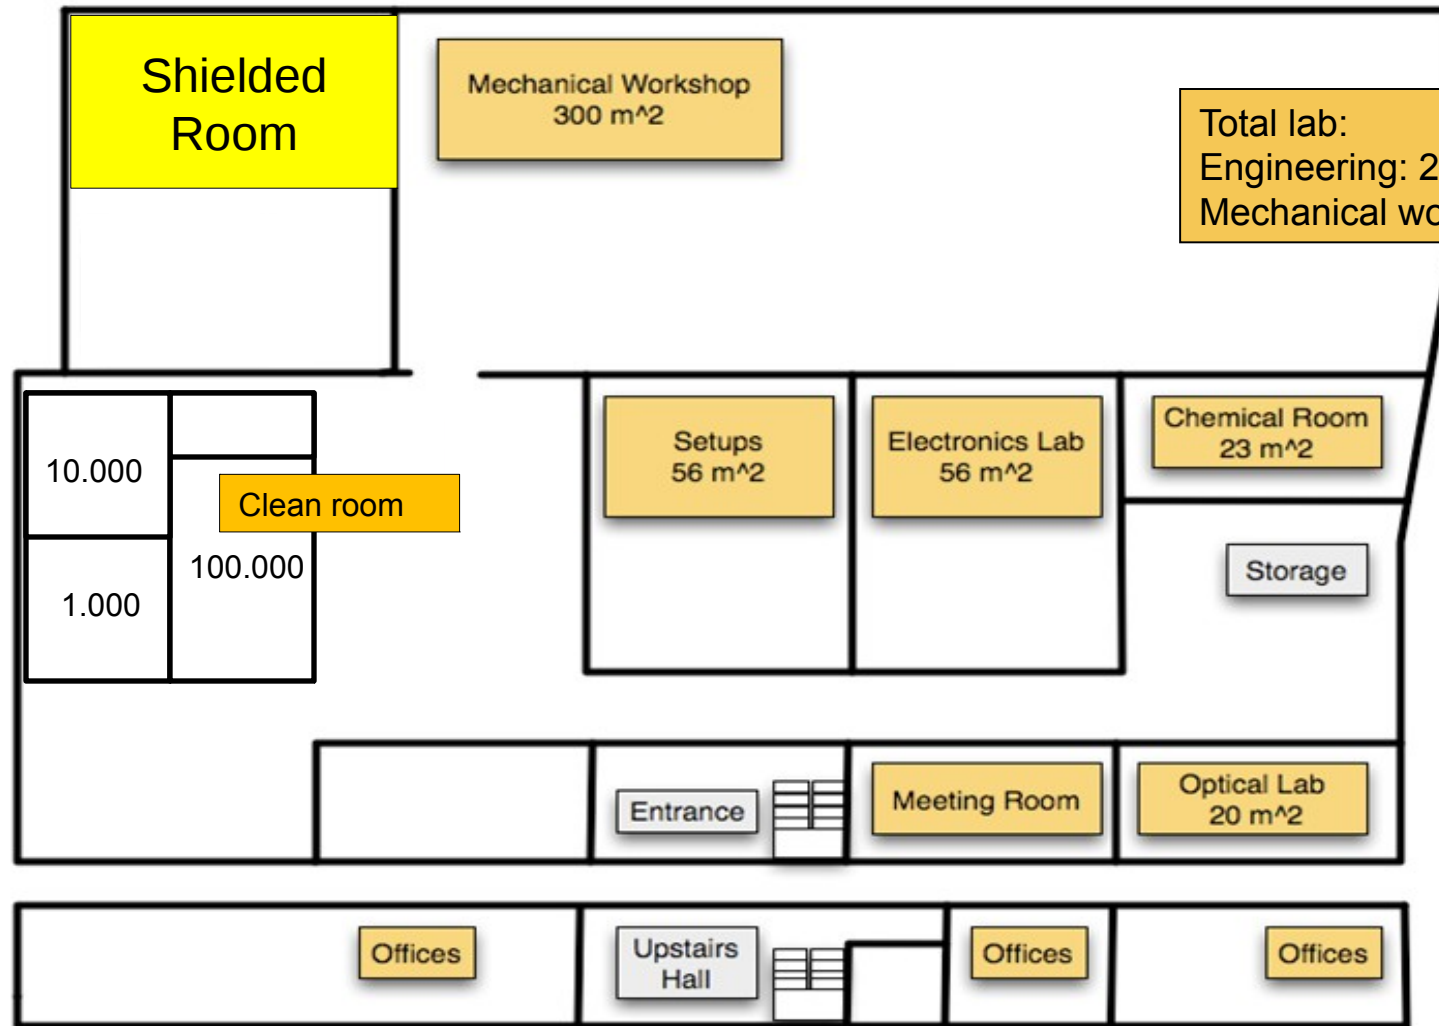 Shielded
Room
Mechanical Workshop
300 m^2
Total lab:
Engineering: 2
Mechanical wo
10.000
Clean room
100.000
1.000
Setups
56 m^2
Electronics Lab
56 m^2
Chemical Room
23 m^2
Storage
Entrance
Meeting Room
Optical Lab
20 m^2
Offices
Upstairs
Hall
Offices
Offices